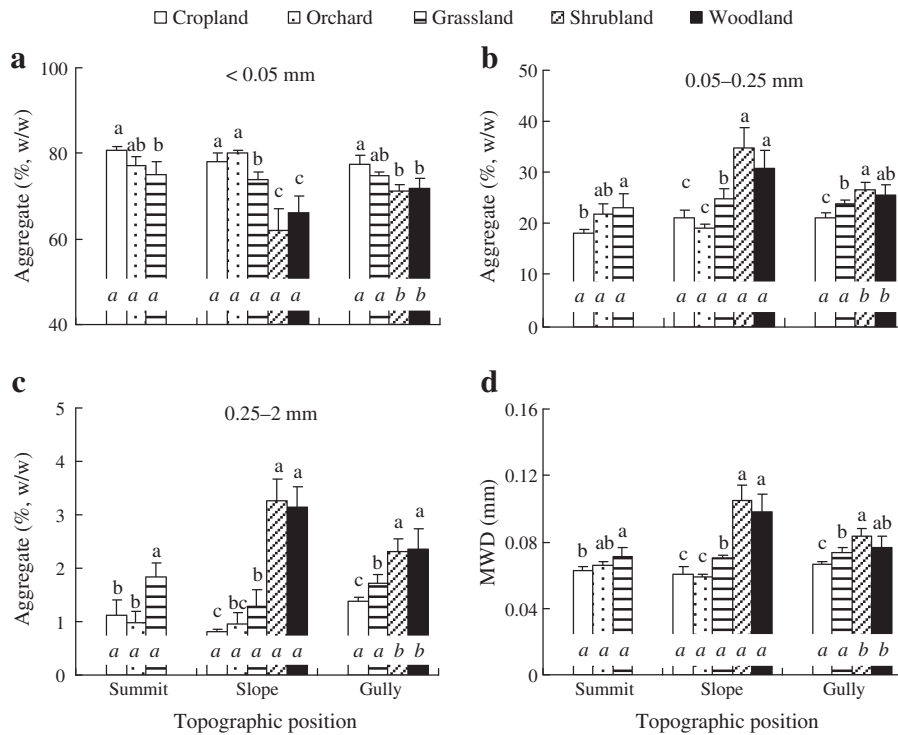 Cropland Orchard Grassland Shrubland Woodland
a
< 0.05 mm
Aggregate (%, w/w)
100
80
60
40
a ab b
a a b c c
a ab b b
a a a
a a a a a
a a b b
b
0.05–0.25 mm
Aggregate (%, w/w)
50
40
30
20
10
0
b ab a
c c b a a
c b a ab
a a a
a a a a a
a a b b
c
0.25–2 mm
Aggregate (%, w/w)
5
4
3
2
1
0
b b a
c bc b a a
c b a a
a a a
a a a a a
a a b b
Summit Slope Gully
Topographic position
d
MWD (mm)
0.16
0.12
0.08
0.04
0
b ab a
c c b a a
c b a ab
a a a
a a a a a
a a b b
Summit Slope Gully
Topographic position